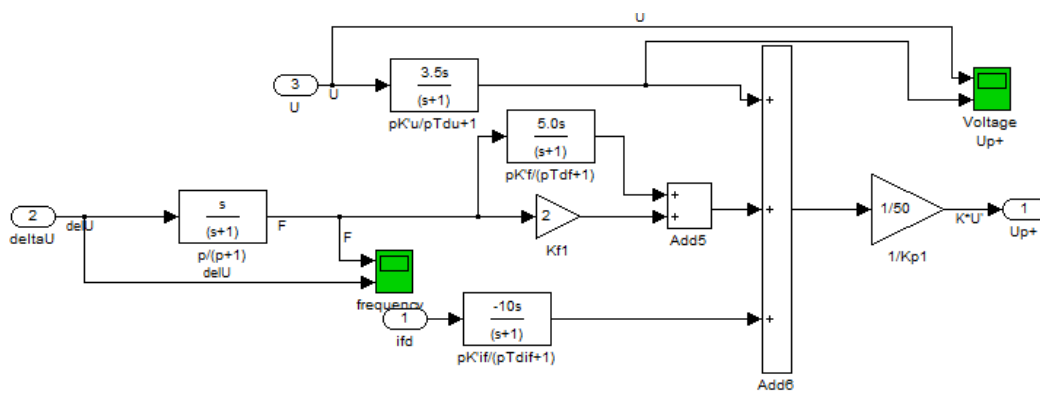 U
3
U
U
3.5s
(s+1)
pK'u/pTdu+1
+
Voltage
Up+
5.0s
(s+1)
pK'f/(pTdf+1)
+
+
Add5
2
Kf1
+
1/50
1/Kp1
K*U'
1
Up+
2
deltaU
delU
s
(s+1)
p/(p+1)
F
F
delU
frequency
1
ifd
-10s
(s+1)
pK'if/(pTdif+1)
+
Add6